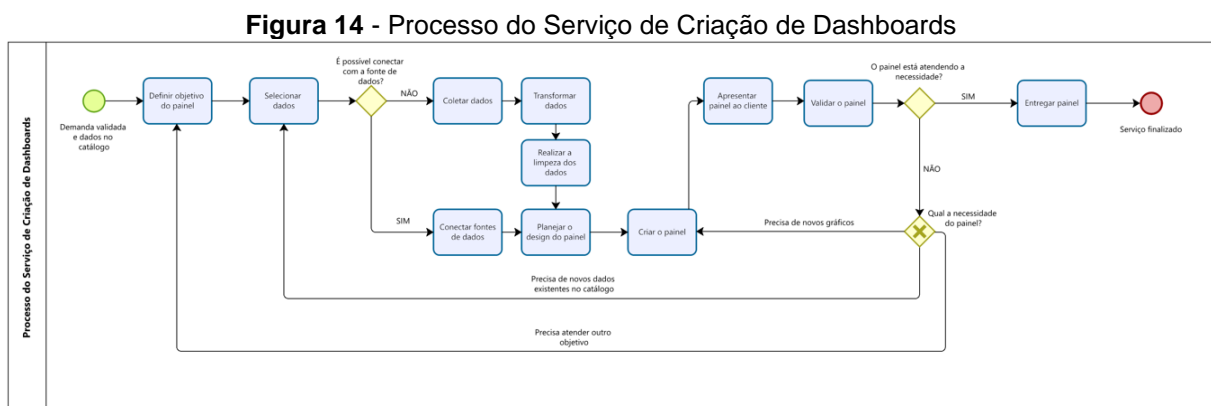 Figura 14 - Processo do Serviço de Criação de Dashboards
Processo do Serviço de Criação de Dashboards
Demanda validada
e dados no
catálogo
Definir objetivo
do painel
Selecionar
dados
É possível conectar
com a fonte de
dados?
NÃO
Coletar dados
Transformar
dados
Realizar a
limpeza dos
dados
SIM
Conectar fontes
de dados
Planejar o
design do painel
Criar o painel
Apresentar
painel ao cliente
Validar o painel
O painel está atendendo a
necessidade?
SIM
Entregar painel
Serviço finalizado
NÃO
Qual a necessidade
do painel?
Precisa de novos gráficos
Precisa de novos dados
existentes no catálogo
Precisa atender outro
objetivo